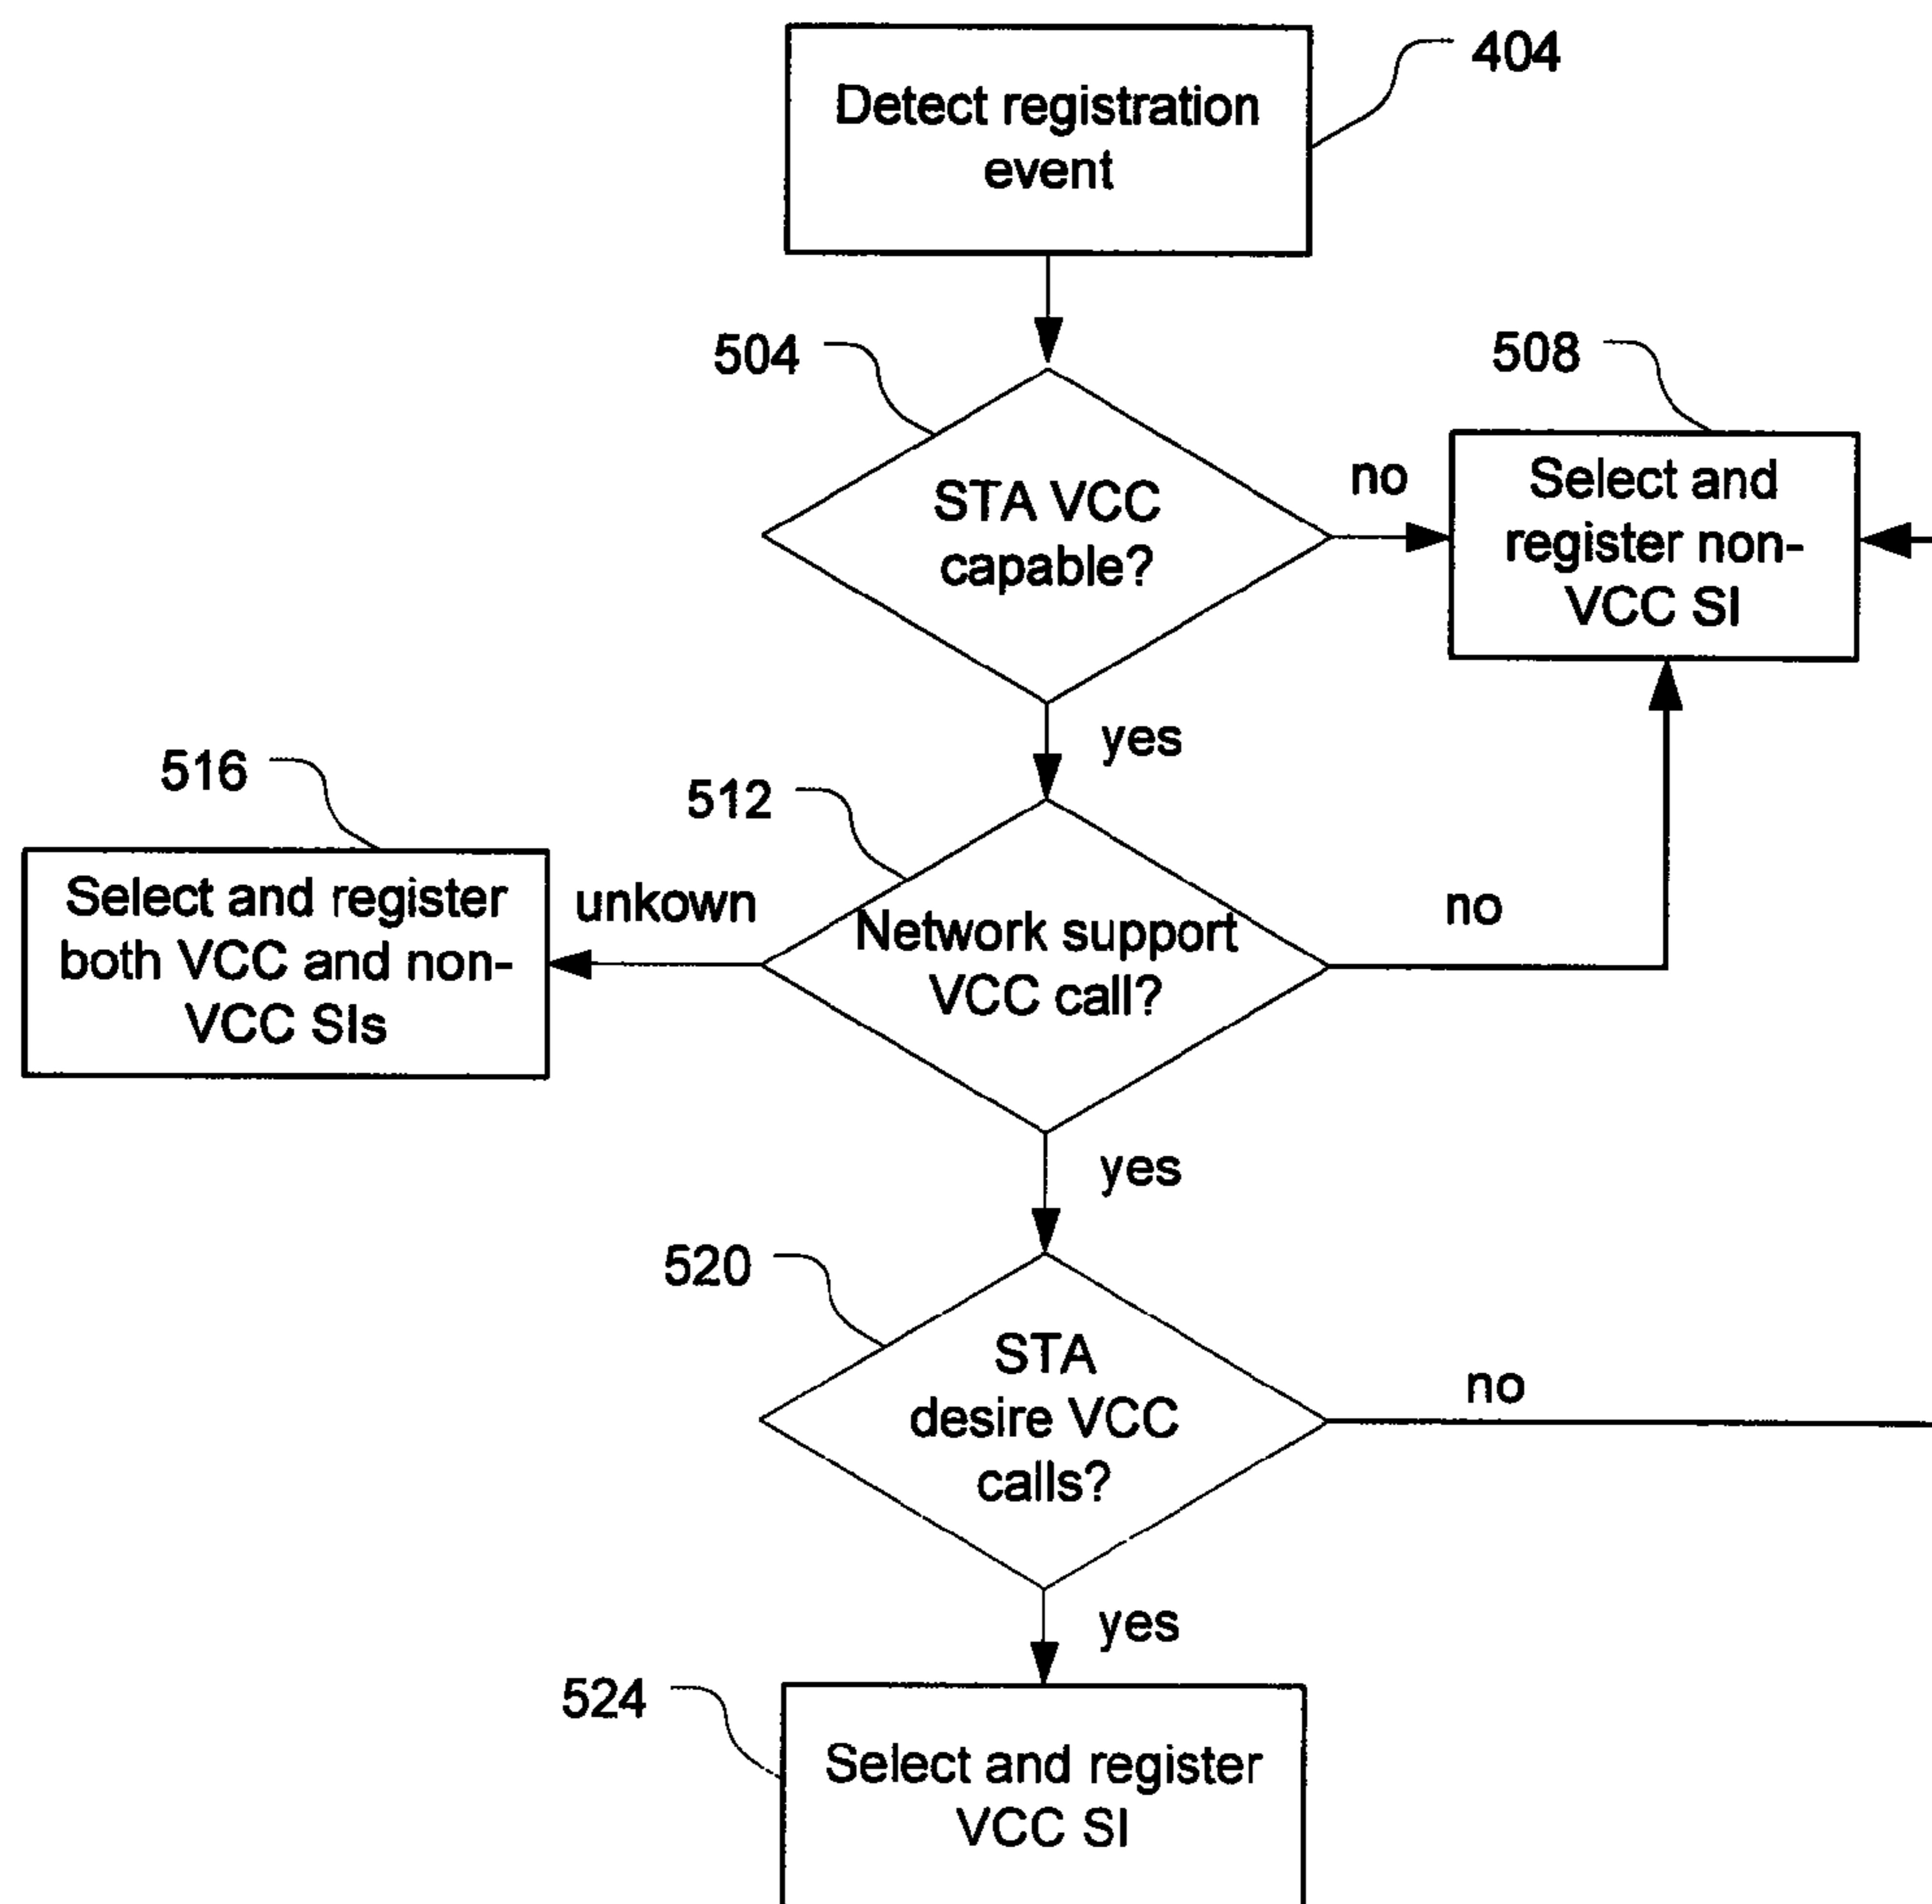 404
Detect registration
event
504
508
STA VCC
capable?
no
Select and
register non-
VCC SI
yes
516
512
Select and register
both VCC and non-
VCC SIs
unkown
Network support
VCC call?
no
yes
520
STA
desire VCC
calls?
no
yes
524
Select and register
VCC SI